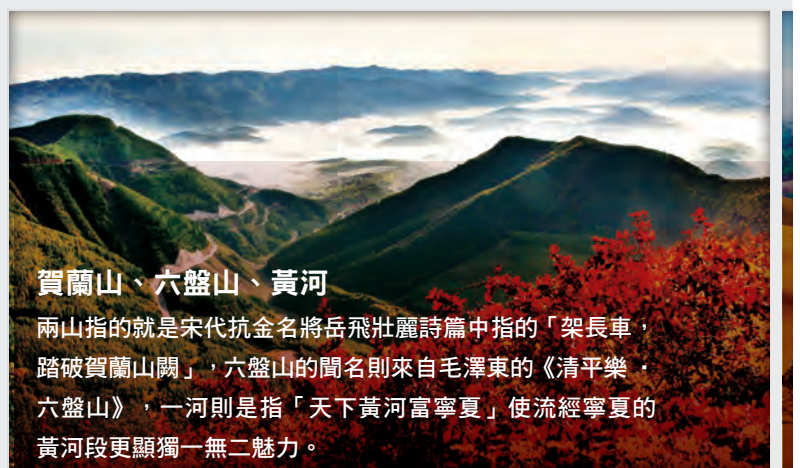 賀蘭山、六盤山、黃河
兩山指的就是宋代抗金名將岳飛壯麗詩篇中指的「架長車，
踏破賀蘭山闕」，六盤山的聞名則來自毛澤東的《清平樂 ·
六盤山》，一河則是指「天下黃河富寧夏」使流經寧夏的
黃河段更顯獨一無二魅力。